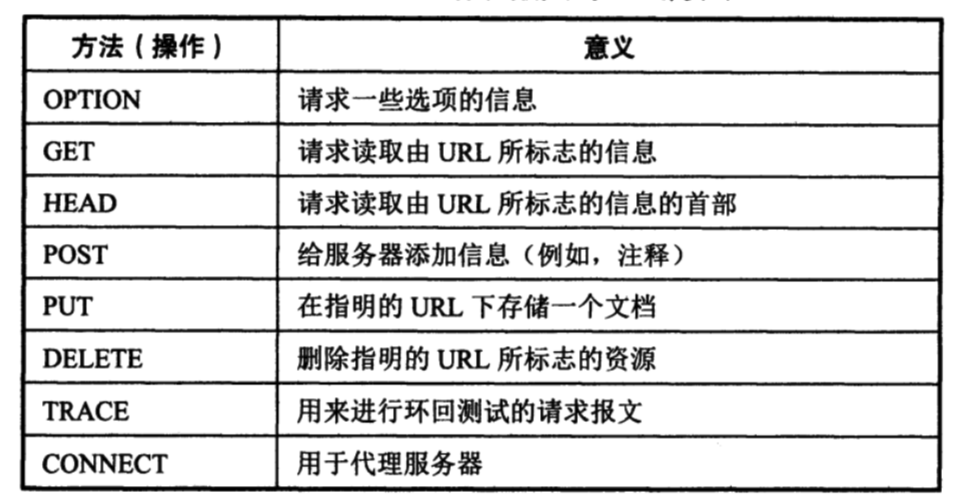 方法（操作） 意义
OPTION 请求一些选项的信息
GET 请求读取由 URL 所标志的信息
HEAD 请求读取由 URL 所标志的信息的首部
POST 给服务器添加信息（例如，注释）
PUT 在指明的 URL 下存储一个文档
DELETE 删除指明的 URL 所标志的资源
TRACE 用来进行环回测试的请求报文
CONNECT 用于代理服务器